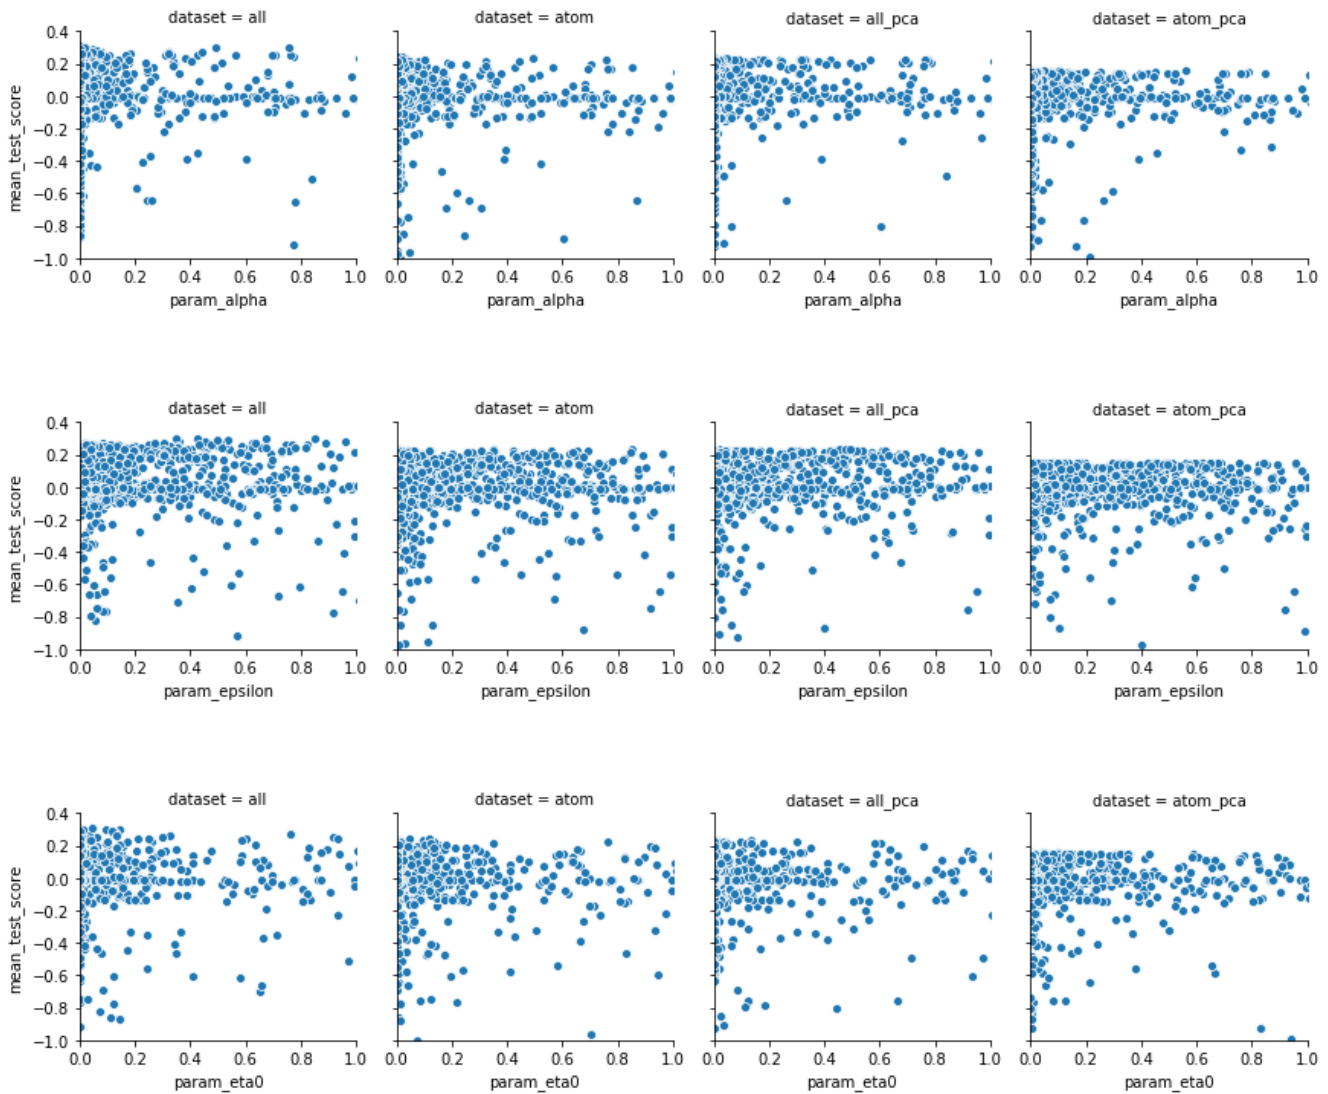 dataset = all
dataset = atom
dataset = all_pca
dataset = atom_pca
mean_test_score
0.4
0.2
0.0
−0.2
−0.4
−0.6
−0.8
−1.0
0.0 0.2 0.4 0.6 0.8 1.0
0.0 0.2 0.4 0.6 0.8 1.0
0.0 0.2 0.4 0.6 0.8 1.0
0.0 0.2 0.4 0.6 0.8 1.0
param_alpha
param_alpha
param_alpha
param_alpha
dataset = all
dataset = atom
dataset = all_pca
dataset = atom_pca
mean_test_score
0.4
0.2
0.0
−0.2
−0.4
−0.6
−0.8
−1.0
0.0 0.2 0.4 0.6 0.8 1.0
0.0 0.2 0.4 0.6 0.8 1.0
0.0 0.2 0.4 0.6 0.8 1.0
0.0 0.2 0.4 0.6 0.8 1.0
param_epsilon
param_epsilon
param_epsilon
param_epsilon
dataset = all
dataset = atom
dataset = all_pca
dataset = atom_pca
mean_test_score
0.4
0.2
0.0
−0.2
−0.4
−0.6
−0.8
−1.0
0.0 0.2 0.4 0.6 0.8 1.0
0.0 0.2 0.4 0.6 0.8 1.0
0.0 0.2 0.4 0.6 0.8 1.0
0.0 0.2 0.4 0.6 0.8 1.0
param_eta0
param_eta0
param_eta0
param_eta0